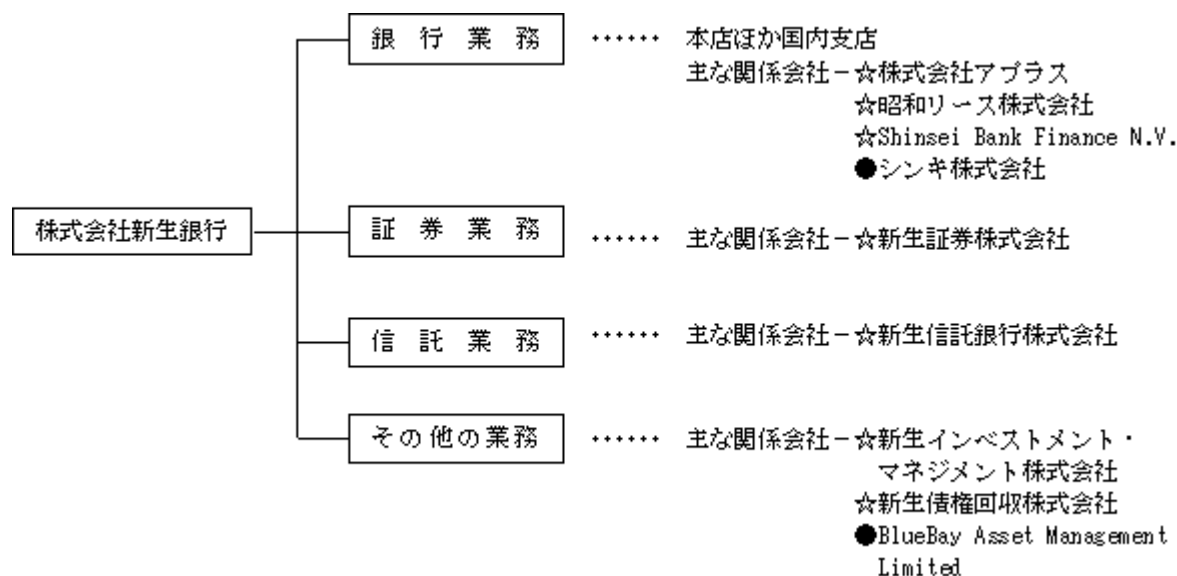 銀行業務 …… 本店ほか国内支店
主な関係会社－☆株式会社アプラス
☆昭和リース株式会社
☆Shinsei Bank Finance N.V.
●シンキ株式会社
株式会社新生銀行
証券業務 …… 主な関係会社－☆新生証券株式会社
信託業務 …… 主な関係会社－☆新生信託銀行株式会社
その他の業務 …… 主な関係会社－☆新生インベストメント・
マネジメント株式会社
☆新生債権回収株式会社
●BlueBay Asset Management
Limited